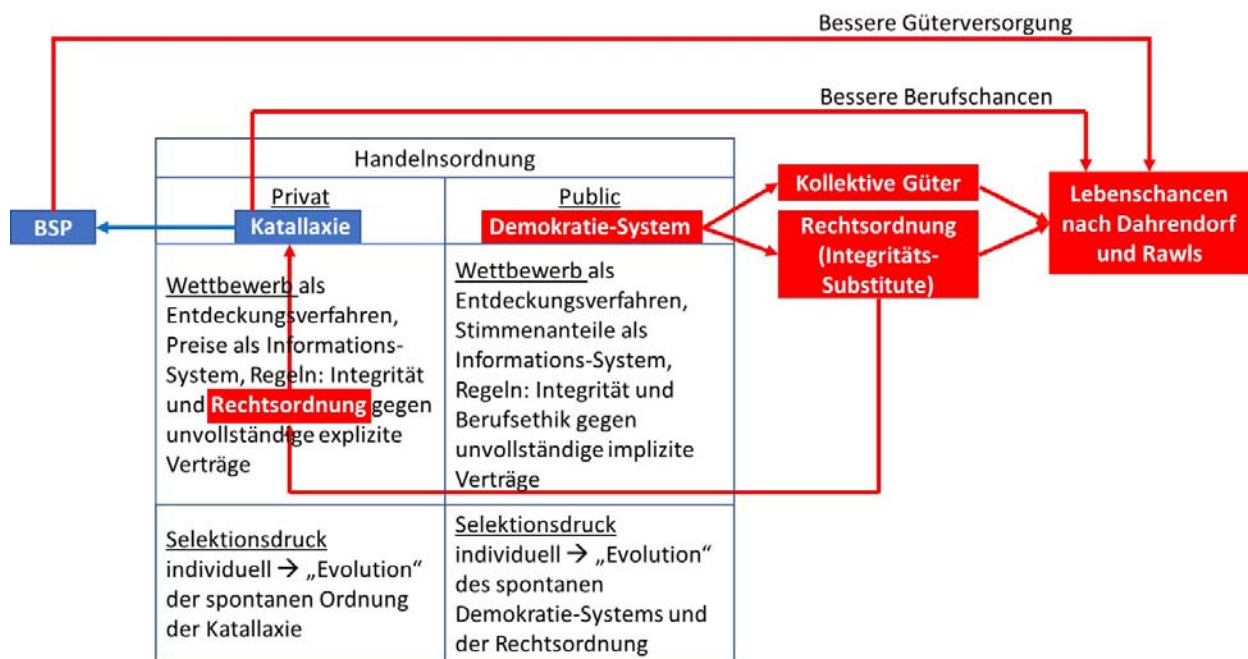 Bessere Güterversorgung
Bessere Berufschancen
Handelnsordnung
Privat
Public
BSP
Katallaxie
Demokratie-System
Kollektive Güter
Rechtsordnung
(Integritäts-
Substitute)
Lebenschancen
nach Dahrendorf
und Rawls
Wettbewerb als
Entdeckungsverfahren,
Preise als Informations-
System, Regeln: Integrität
und Rechtsordnung gegen
unvollständige explizite
Verträge
Wettbewerb als
Entdeckungsverfahren,
Stimmenanteile als
Informations-System,
Regeln: Integrität und
Berufsethik gegen
unvollständige implizite
Verträge
Selektionsdruck
individuell → „Evolution“
der spontanen Ordnung
der Katallaxie
Selektionsdruck
individuell → „Evolution“
des spontanen
Demokratie-Systems und
der Rechtsordnung